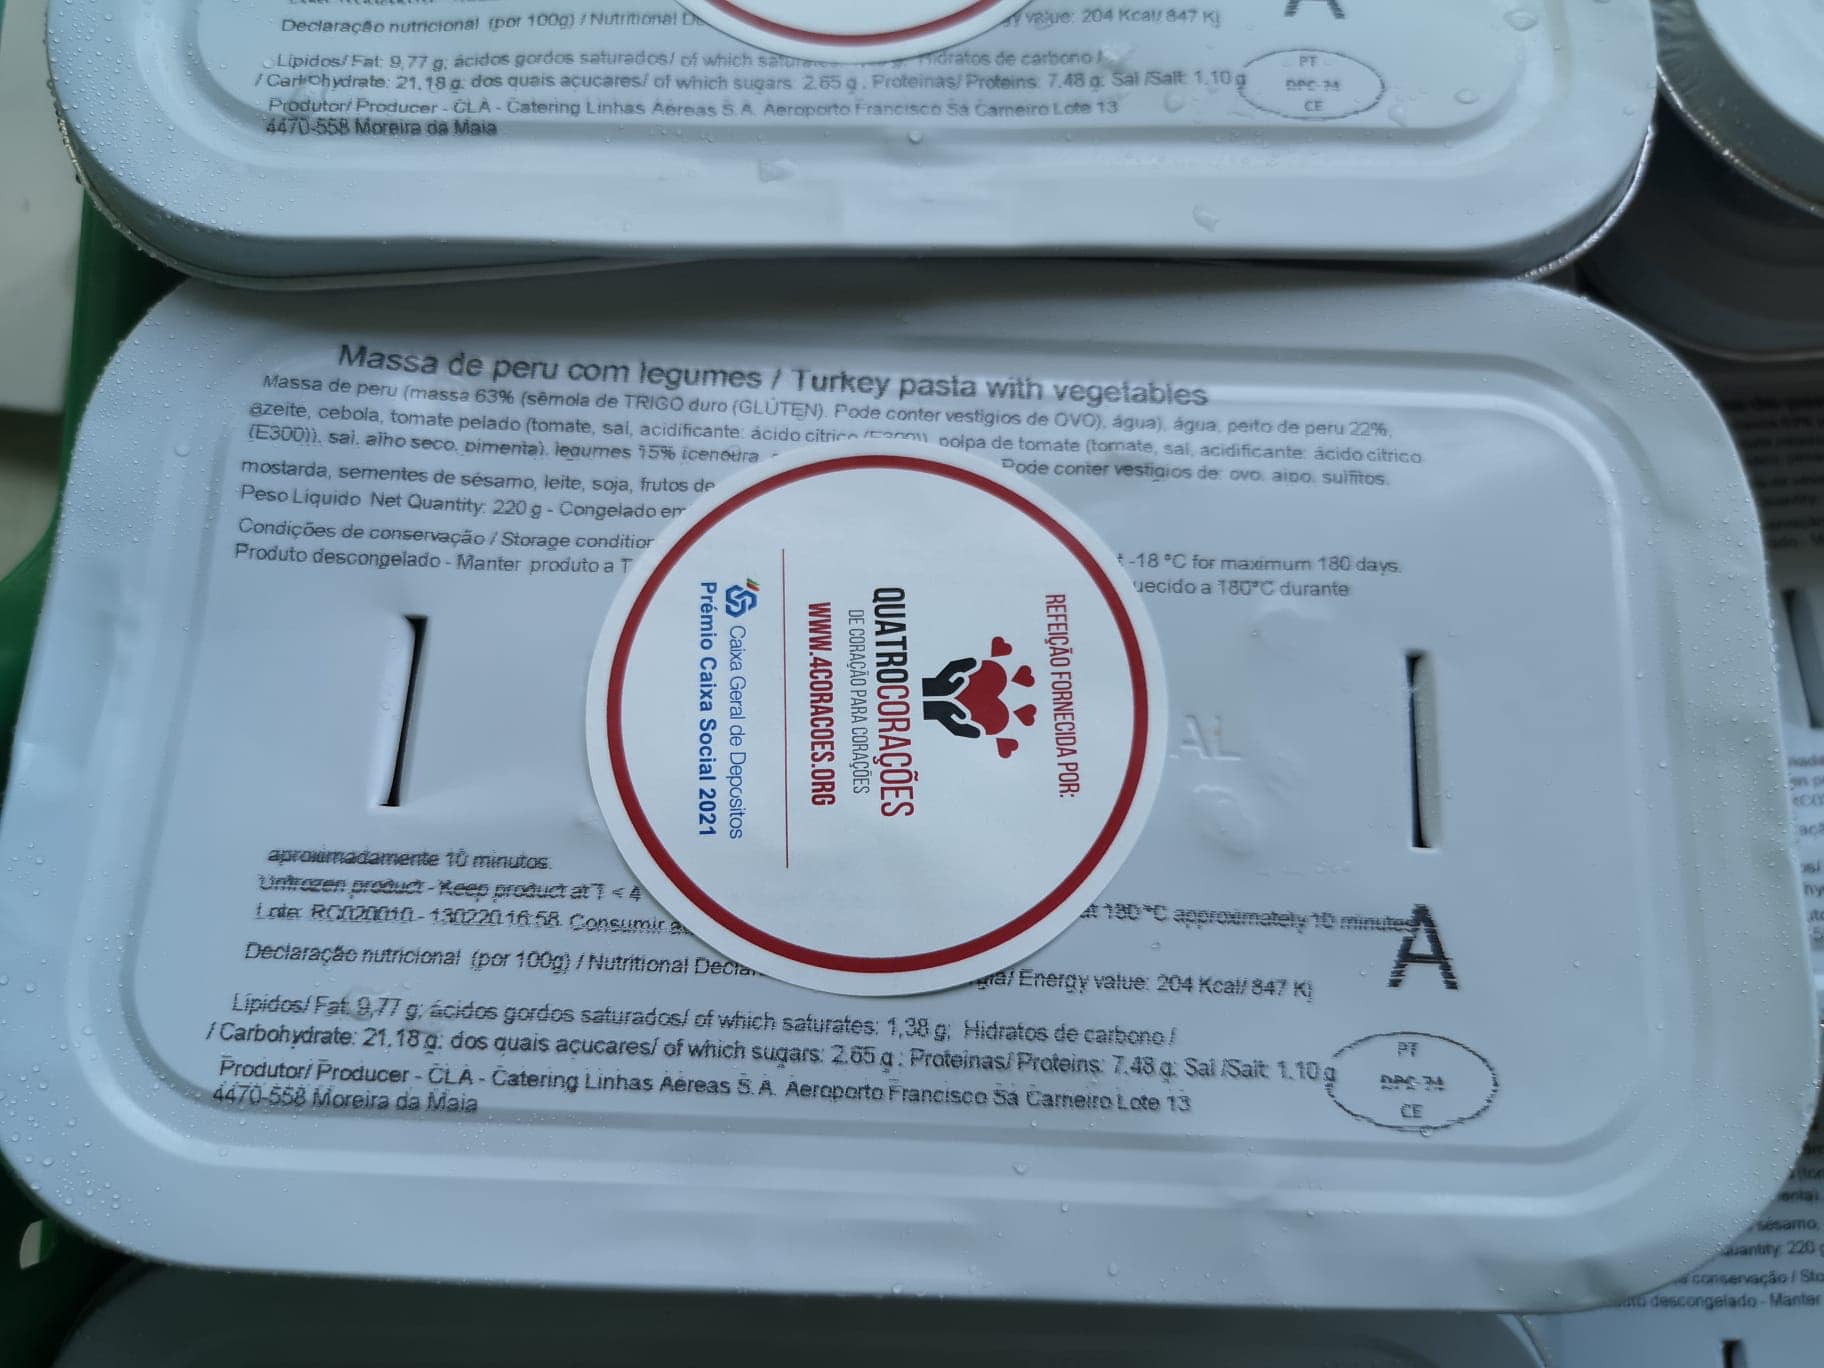 Declaração nutricional (por 100g) / Nutritional
value: 204 Kcal/ 847 Kj
Lípidos/ Fat: 9,77 g, ácidos gordos saturados/ of which
Hidratos de carbono /
/ Carbohydrate: 21,18 g; dos quais açucares/ of which sugars: 2.65 g ; Proteínas/ Proteins: 7.48 g; Sal /Salt: 1.10 g
Produtor/ Producer - CLA - Catering Linhas Aéreas S.A. Aeroporto Francisco Sá Carneiro Lote 13
4470-558 Moreira da Maia
PT
CE
Massa de peru com legumes / Turkey pasta with vegetables
Massa de peru (massa 63% (sêmola de TRIGO duro (GLÚTEN). Pode conter vestígios de OVO), água), água, peito de peru 22%,
azeite, cebola, tomate pelado (tomate, sal, acidificante: ácido cítrico polpa de tomate (tomate, sal, acidificante: ácido cítrico
(E300)), sal, alho seco, pimenta), legumes 15% (cenoura, Pode conter vestígios de: ovo, aipo, sulfitos,
mostarda, sementes de sésamo, leite, soja, frutos de
Peso Líquido Net Quantity: 220 g - Congelado em
Condições de conservação / Storage condition -18 °C for maximum 180 days.
Produto descongelado - Manter produto a T a 180°C durante
REFEIÇÃO FORNECIDA POR:
QUATROCORAÇÕES
DE CORAÇÃO PARA CORAÇÕES
WWW.4CORACOES.ORG
Caixa Geral de Depositos
Prémio Caixa Social 2021
AL
aproximadamente 10 minutos.
Unfrozen product - Keep product at T < 4 at 180 °C approximately 10 minutes
Lote: RC020010 - 130220 16:58. Consumir
A
Declaração nutricional (por 100g) / Nutritional / Energy value: 204 Kcal/ 847 Kj
Lípidos/ Fat: 9,77 g; ácidos gordos saturados/ of which saturates: 1,38 g; Hidratos de carbono /
/ Carbohydrate: 21,18 g; dos quais açucares/ of which sugars: 2.65 g ; Proteínas/ Proteins: 7.48 g; Sal /Salt: 1.10 g
Produtor/ Producer - CLA - Catering Linhas Aéreas S.A. Aeroporto Francisco Sá Carneiro Lote 13
4470-558 Moreira da Maia
PT
CE
sésamo,
220
conservação /
descongelado - Manter